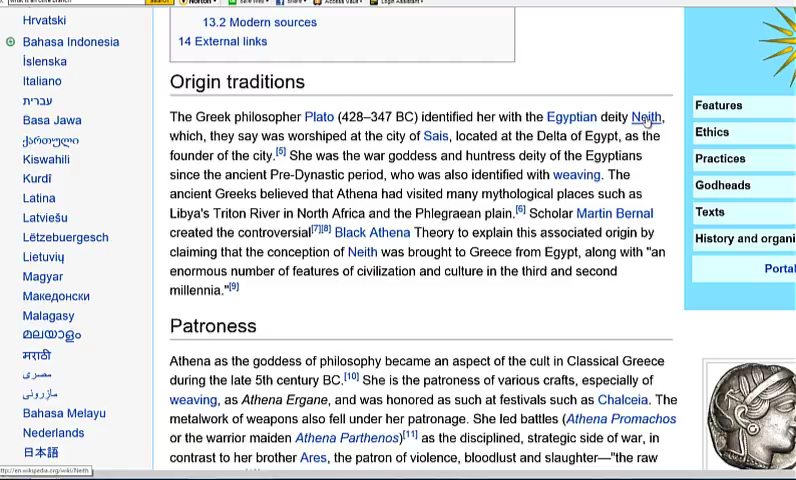 Save Web
Share
Access Vault
Login Assistant
Hrvatski
Bahasa Indonesia
Íslenska
Italiano
עברית
Basa Jawa
ქართული
Kiswahili
Kurdî
Latina
Latviešu
Lëtzebuergesch
Lietuvių
Magyar
Македонски
Malagasy
മലയാളം
मराठी
مصرى
مازِرونی
Bahasa Melayu
Nederlands
日本語
http://en.wikipedia.org/wiki/Neith
13.2 Modern sources
14 External links
Origin traditions
The Greek philosopher Plato (428–347 BC) identified her with the Egyptian deity Neith,
which, they say was worshiped at the city of Sais, located at the Delta of Egypt, as the
founder of the city.[5] She was the war goddess and huntress deity of the Egyptians
since the ancient Pre-Dynastic period, who was also identified with weaving. The
ancient Greeks believed that Athena had visited many mythological places such as
Libya's Triton River in North Africa and the Phlegraean plain.[6] Scholar Martin Bernal
created the controversial[7][8] Black Athena Theory to explain this associated origin by
claiming that the conception of Neith was brought to Greece from Egypt, along with "an
enormous number of features of civilization and culture in the third and second
millennia."[9]
Patroness
Athena as the goddess of philosophy became an aspect of the cult in Classical Greece
during the late 5th century BC.[10] She is the patroness of various crafts, especially of
weaving, as Athena Ergane, and was honored as such at festivals such as Chalceia. The
metalwork of weapons also fell under her patronage. She led battles (Athena Promachos
or the warrior maiden Athena Parthenos)[11] as the disciplined, strategic side of war, in
contrast to her brother Ares, the patron of violence, bloodlust and slaughter—"the raw
Features
Ethics
Practices
Godheads
Texts
History and organi
Portal